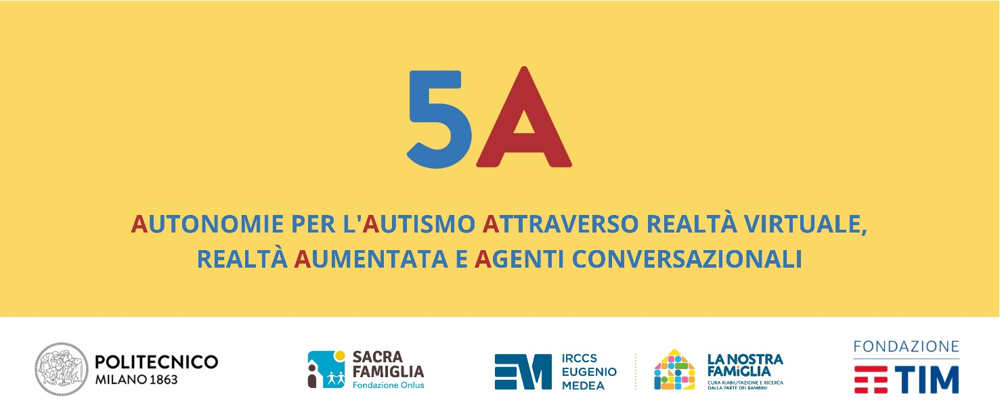 5A
AUTONOMIE PER L'AUTISMO ATTRAVERSO REALTÀ VIRTUALE,
REALTÀ AUMENTATA E AGENTI CONVERSAZIONALI
POLITECNICO
MILANO 1863
SACRA
FAMIGLIA
Fondazione Onlus
IRCCS
EUGENIO
MEDEA
LA NOSTRA
FAMiGLIA
CURA RIABILITAZIONE E RICERCA
DALLA PARTE DEI BAMBINI
FONDAZIONE
TIM